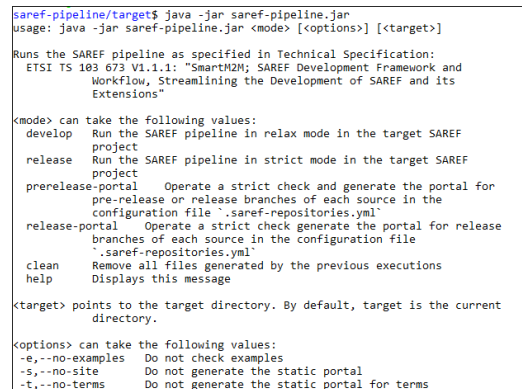 saref-pipeline/target$ java -jar saref-pipeline.jar
usage: java -jar saref-pipeline.jar <mode> [<options>] [<target>]
Runs the SAREF pipeline as specified in Technical Specification:
ETSI TS 103 673 V1.1.1: "SmartM2M; SAREF Development Framework and
Workflow, Streamlining the Development of SAREF and its
Extensions"
<mode> can take the following values:
develop Run the SAREF pipeline in relax mode in the target SAREF
project
release Run the SAREF pipeline in strict mode in the target SAREF
project
prerelease-portal Operate a strict check and generate the portal for
pre-release or release branches of each source in the
configuration file `.saref-repositories.yml`
release-portal Operate a strict check generate the portal for release
branches of each source in the configuration file
`.saref-repositories.yml`
clean Remove all files generated by the previous executions
help Displays this message
<target> points to the target directory. By default, target is the current
directory.
<options> can take the following values:
-e,--no-examples Do not check examples
-s,--no-site Do not generate the static portal
-t,--no-terms Do not generate the static portal for terms